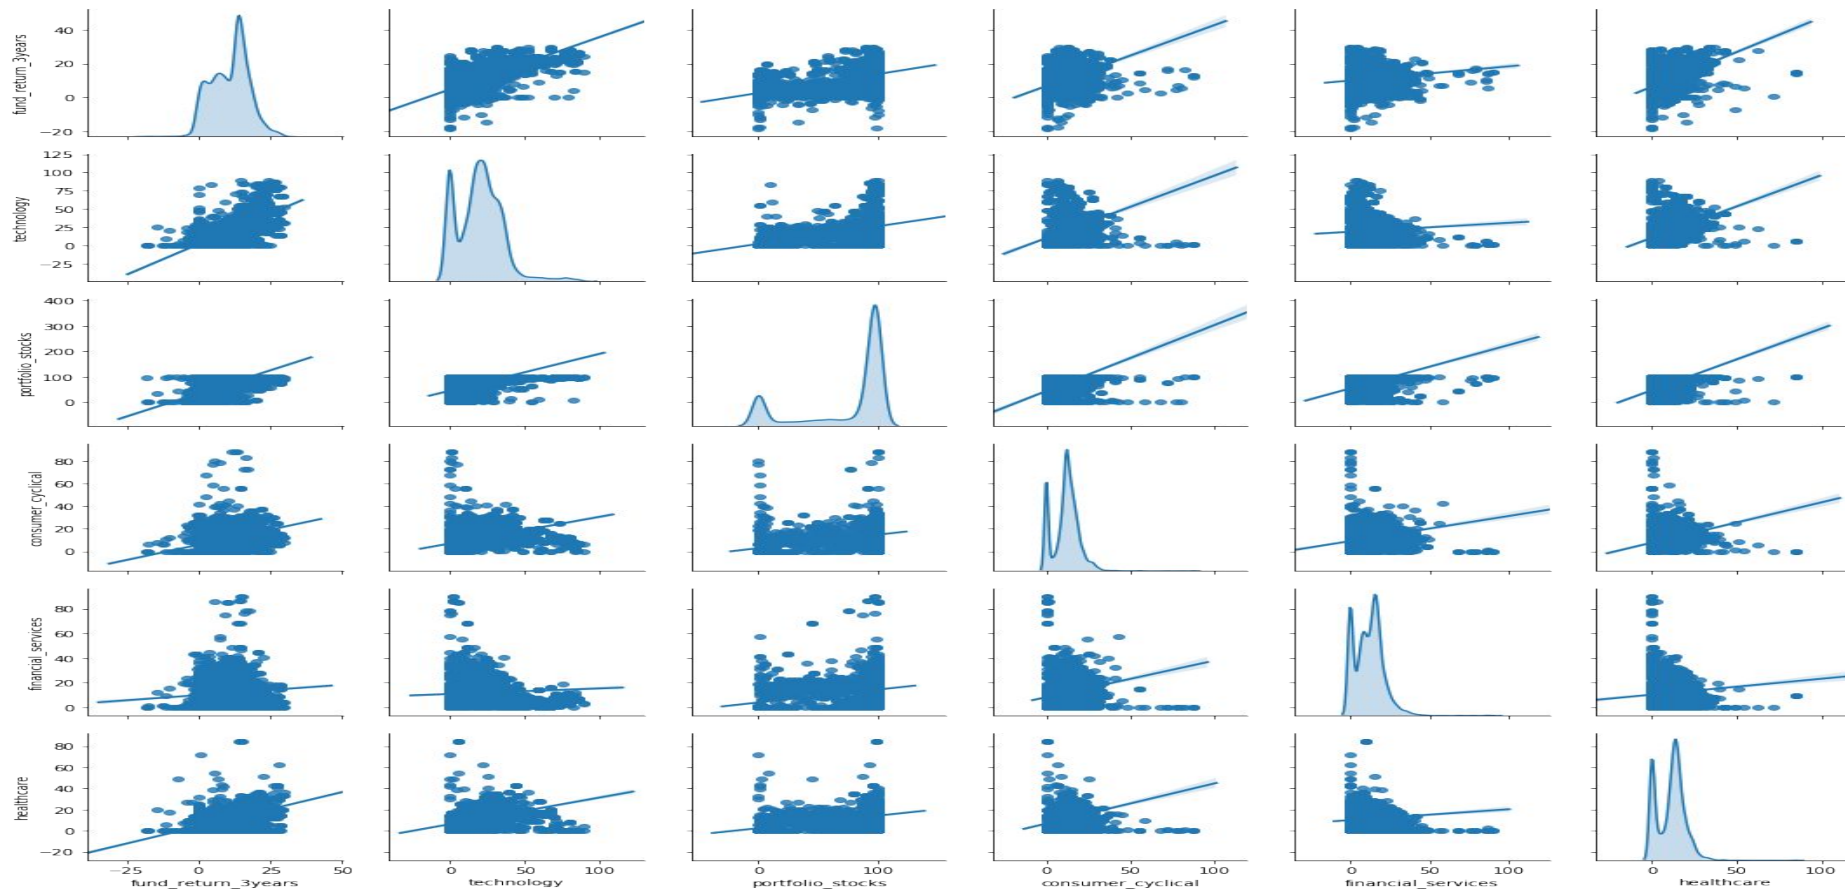 fund_return_3years
40
20
0
−20
technology
125
100
75
50
25
0
−25
portfolio_stocks
400
300
200
100
0
consumer_cyclical
80
60
40
20
0
financial_services
80
60
40
20
0
healthcare
80
60
40
20
0
−20
−25 0 25 50
0 50 100
0 100
0 50 100
0 50 100
0 50 100
fund_return_3years technology portfolio_stocks consumer_cyclical financial_services healthcare